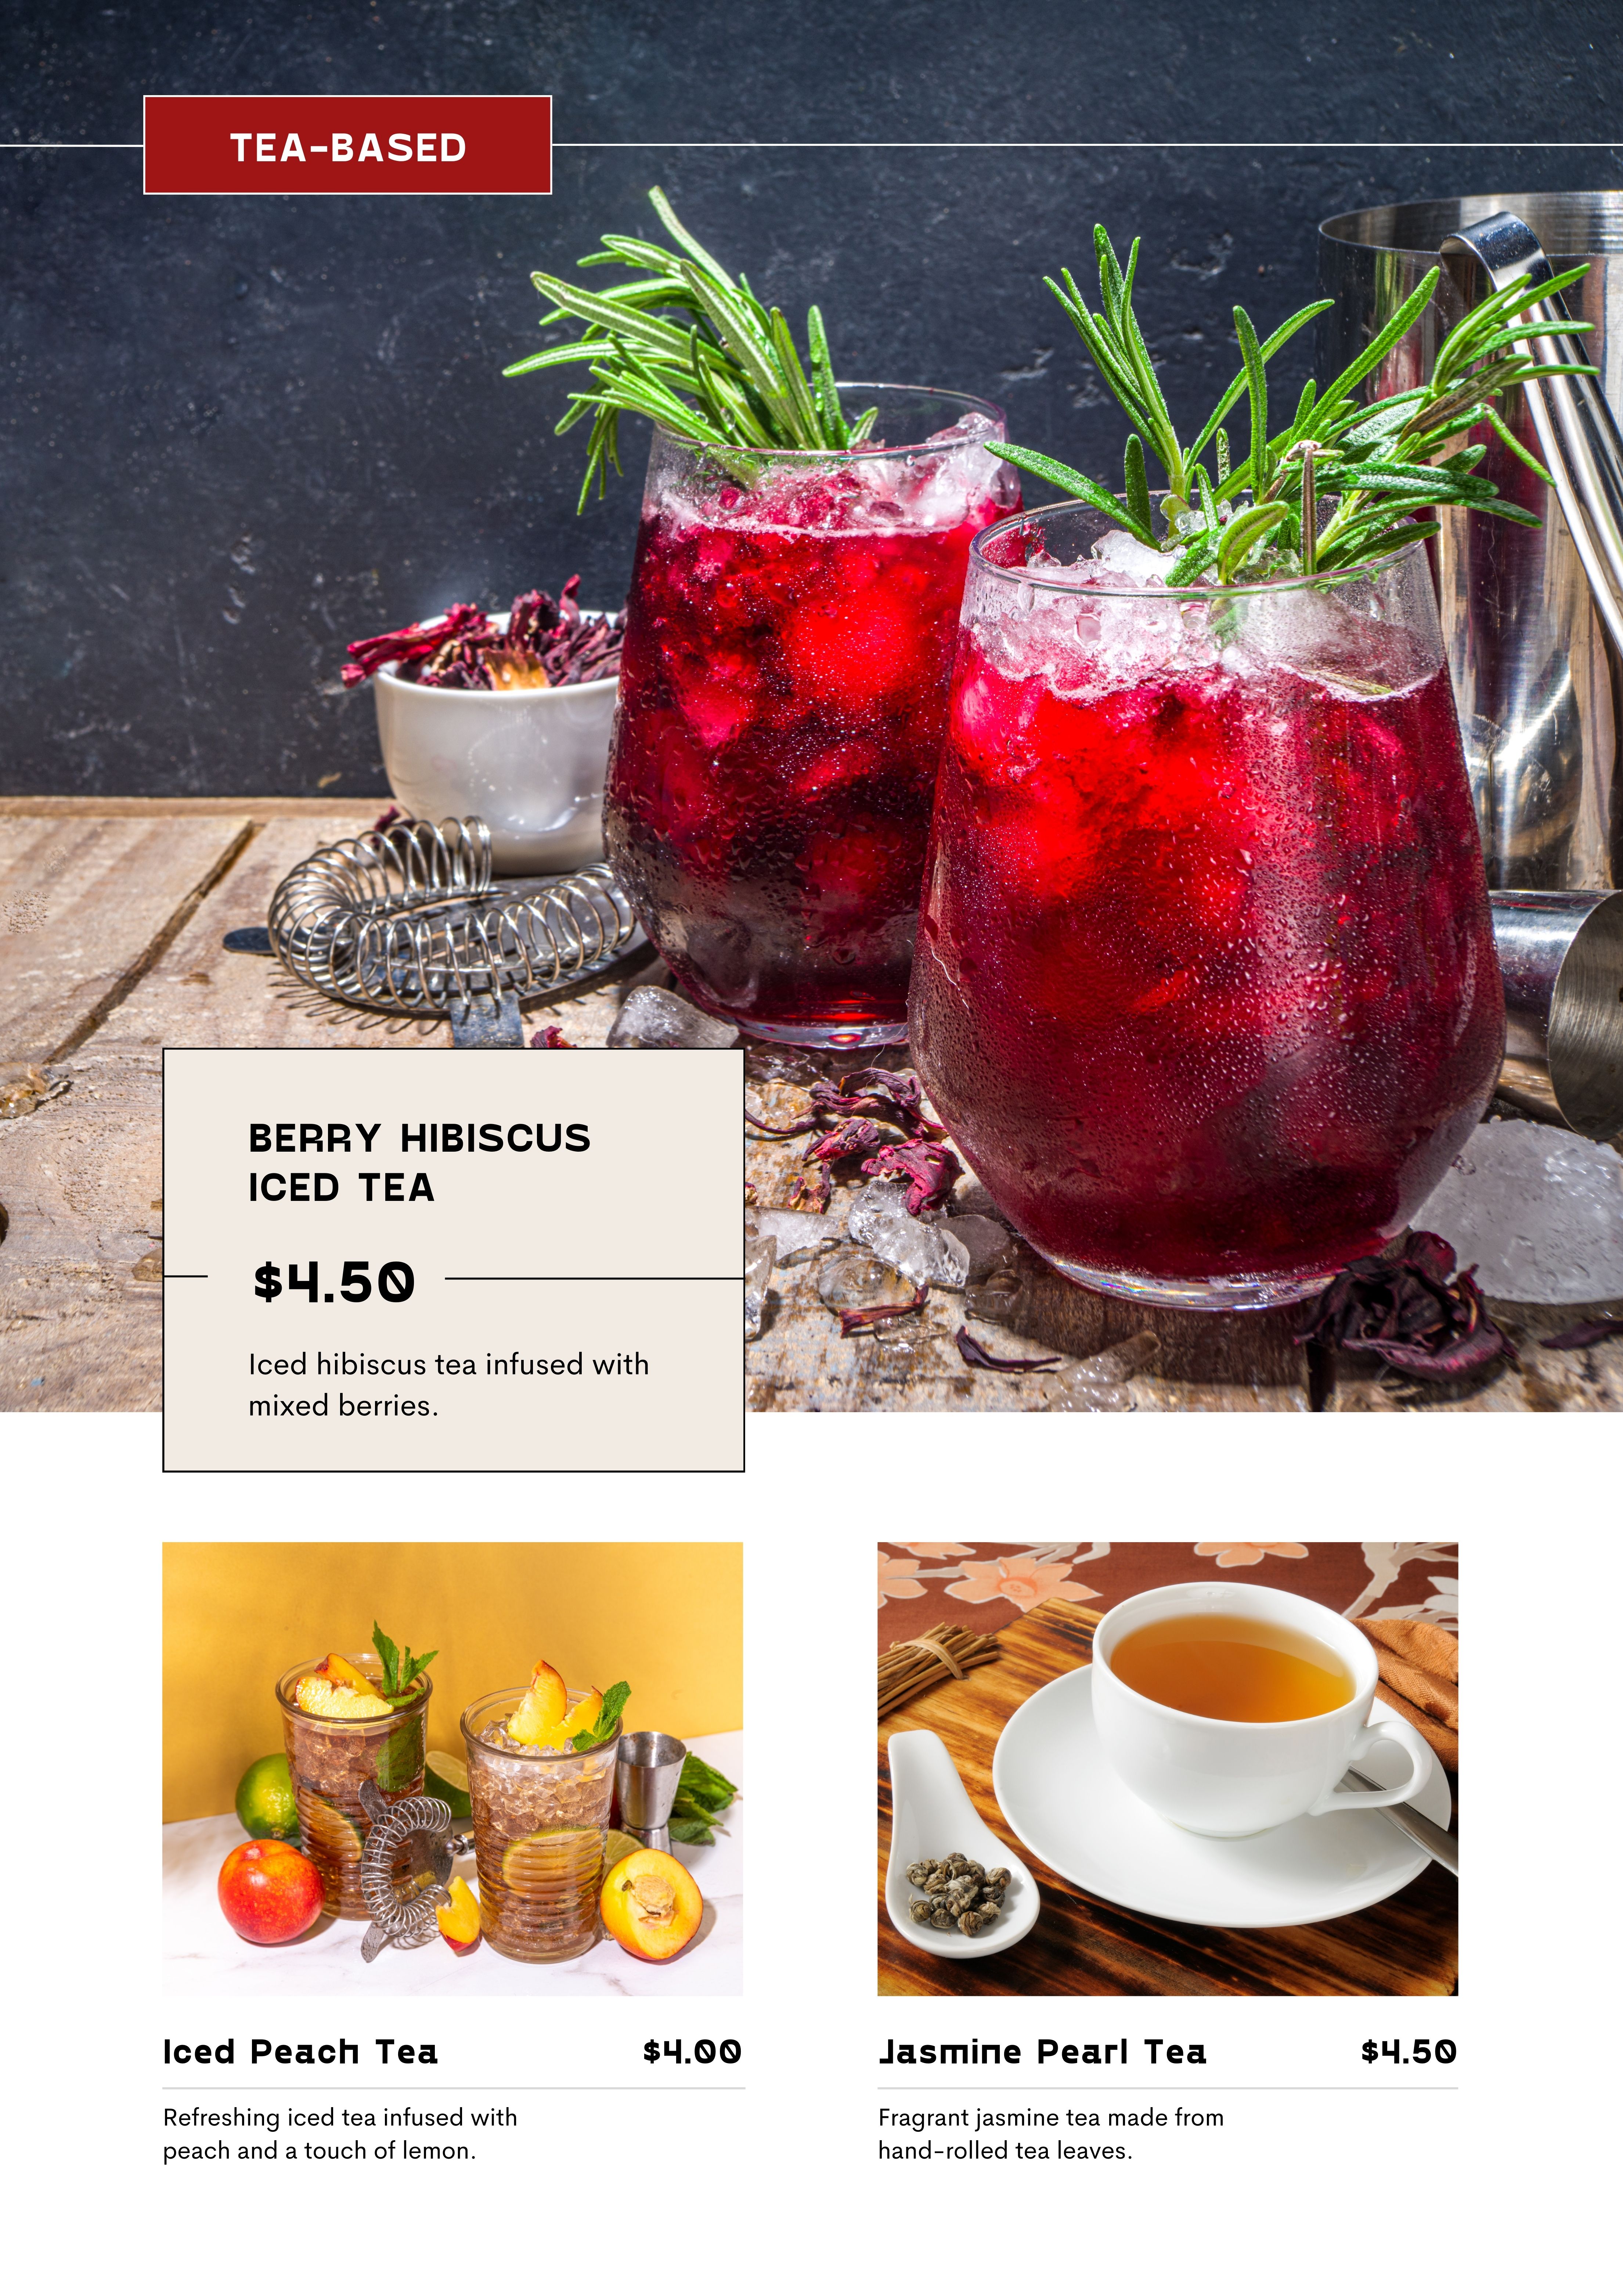 TEA-BASED
BERRY HIBISCUS
ICED TEA
$4.50
Iced hibiscus tea infused with
mixed berries.
Iced Peach Tea $4.00
Refreshing iced tea infused with
peach and a touch of lemon.
Jasmine Pearl Tea $4.50
Fragrant jasmine tea made from
hand-rolled tea leaves.